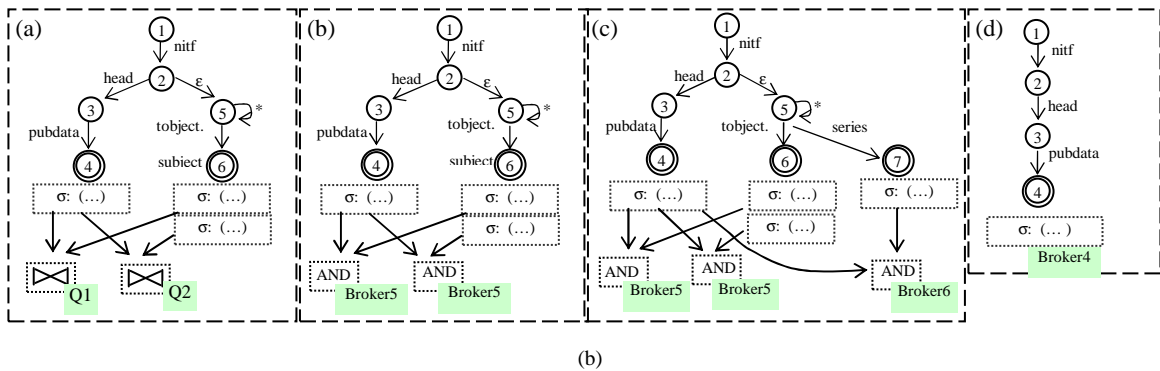 (a)
1
nitf
2
head
ε
3
5
*
pubdata
tobject.
subject
4
6
σ: (…)
σ: (…)
σ: (…)
Q1
Q2
(b)
1
nitf
2
head
ε
3
5
*
pubdata
tobject.
subject
4
6
σ: (…)
σ: (…)
σ: (…)
AND
AND
Broker5
Broker5
(c)
1
nitf
2
head
ε
3
5
*
pubdata
tobject.
series
4
6
7
σ: (…)
σ: (…)
σ: (…)
σ: (…)
AND
AND
AND
Broker5
Broker5
Broker6
(d)
1
nitf
2
head
3
pubdata
4
σ: (…)
Broker4
(b)